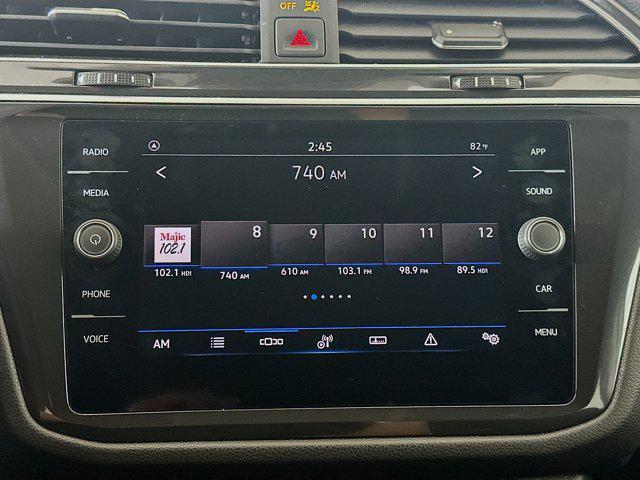 OFF
RADIO
MEDIA
PHONE
VOICE
2:45
82 °F
< 740 AM >
Majic
102.1
8
9
10
11
12
102.1 HD1
740 AM
610 AM
103.1 FM
98.9 FM
89.5 HD1
AM
APP
SOUND
CAR
MENU